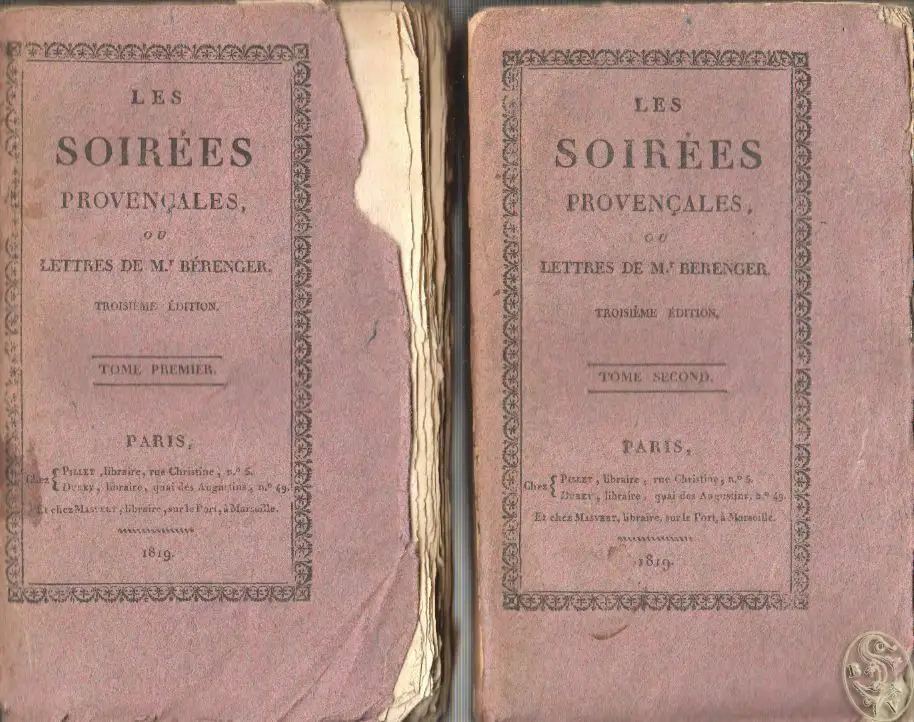 LES
SOIRÉES
PROVENÇALES,
OU
LETTRES DE M.r BÉRENGER.
TROISIÈME ÉDITION.
TOME PREMIER.
PARIS,
Chez { PILLET, libraire, rue Christine, n.o 5.
DUREY, libraire, quai des Augustins, n.o 49.
Et chez MASVERT, libraire, sur le Port, à Marseille.
1819.
LES
SOIRÉES
PROVENÇALES,
OU
LETTRES DE M.r BERENGER.
TROISIÈME ÉDITION,
TOME SECOND.
PARIS,
Chez { PILLET, libraire, rue Christine, n.o 5.
DUREY, libraire, quai des Augustins, n.o 49.
Et chez MASVERT, libraire, sur le Port, à Marseille.
1819.